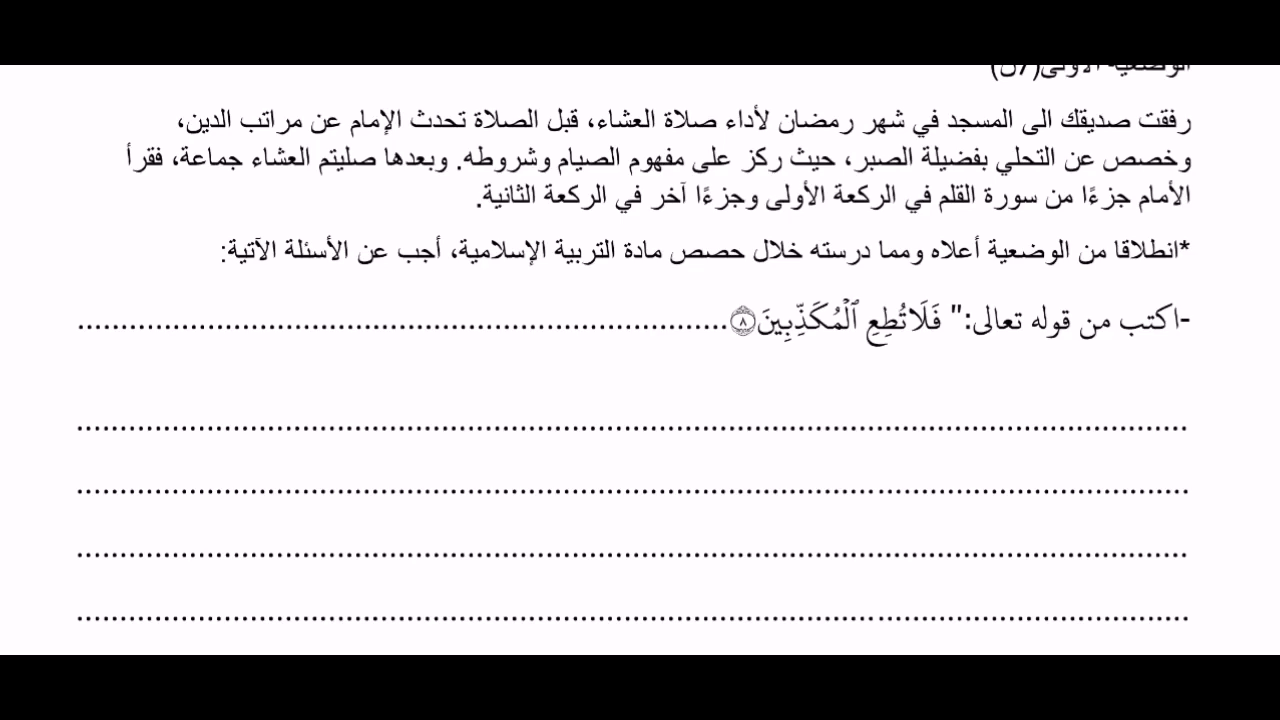 الوضعية الأولى(7ن)
رفقت صديقك الى المسجد في شهر رمضان لأداء صلاة العشاء، قبل الصلاة تحدث الإمام عن مراتب الدين،
وخصص عن التحلي بفضيلة الصبر، حيث ركز على مفهوم الصيام وشروطه. وبعدها صليتم العشاء جماعة، فقرأ
الأمام جزءًا من سورة القلم في الركعة الأولى وجزءًا آخر في الركعة الثانية.
*انطلاقا من الوضعية أعلاه ومما درسته خلال حصص مادة التربية الإسلامية، أجب عن الأسئلة الآتية:
-اكتب من قوله تعالى:" فَلَا تُطِعِ ٱلْمُكَذِّبِينَ ۝٨ ........................................................................
................................................................................................................................
................................................................................................................................
................................................................................................................................
................................................................................................................................